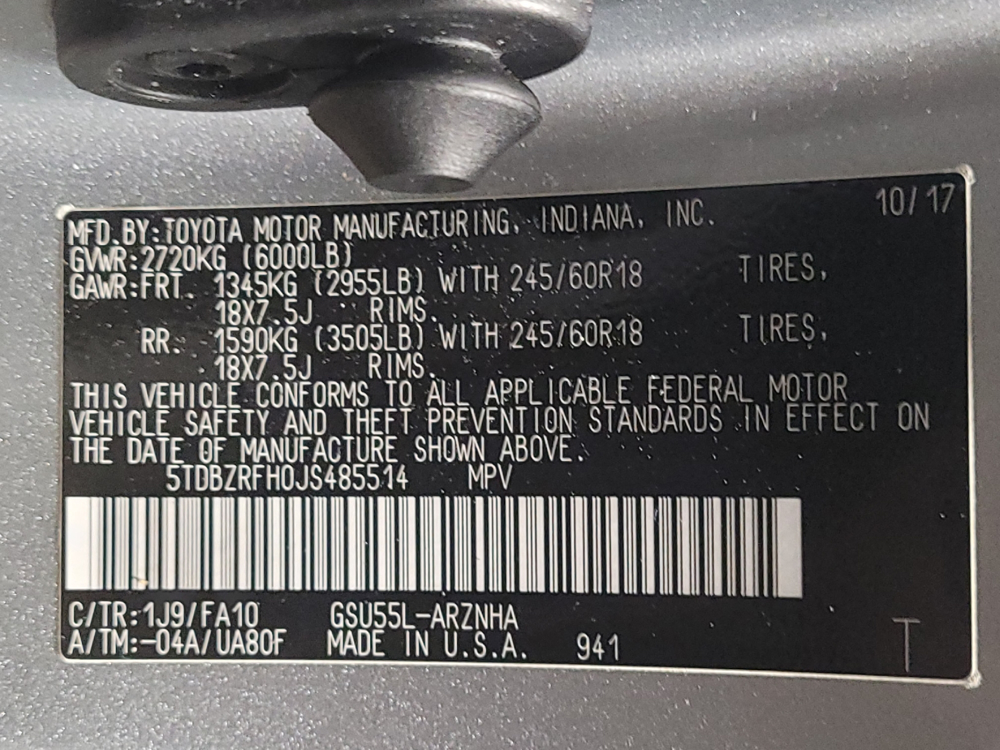 10/17
MFD.BY:TOYOTA MOTOR MANUFACTURING, INDIANA, INC.
GVWR:2720KG (6000LB)
GAWR:FRT. 1345KG (2955LB) WITH 245/60R18 TIRES,
18X7.5J RIMS.
RR. 1590KG (3505LB) WITH 245/60R18 TIRES,
18X7.5J RIMS.
THIS VEHICLE CONFORMS TO ALL APPLICABLE FEDERAL MOTOR
VEHICLE SAFETY AND THEFT PREVENTION STANDARDS IN EFFECT ON
THE DATE OF MANUFACTURE SHOWN ABOVE.
5TDBZRFH0JS485514 MPV
C/TR:1J9/FA10 GSU55L-ARZNHA
A/TM:-04A/UA80F MADE IN U.S.A. 941
T